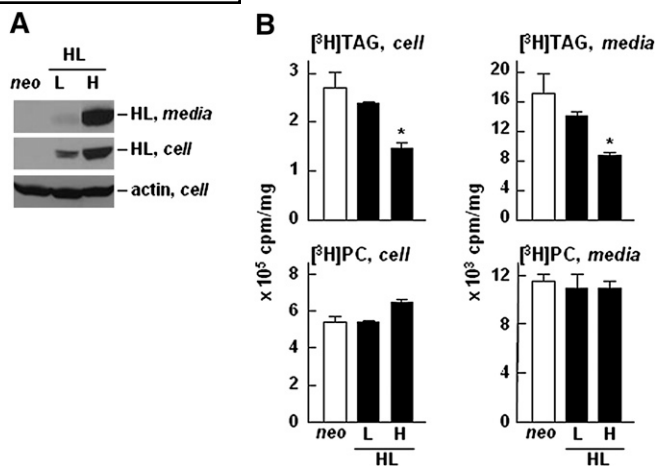 A
HL
neo L H
HL, media
HL, cell
actin, cell
B
[³H]TAG, cell
3
2
1
0
*
[³H]TAG, media
20
16
12
8
4
0
*
x 10⁵ cpm/mg
x 10³ cpm/mg
[³H]PC, cell
8
6
4
2
0
neo L H
HL
[³H]PC, media
12
8
4
0
neo L H
HL